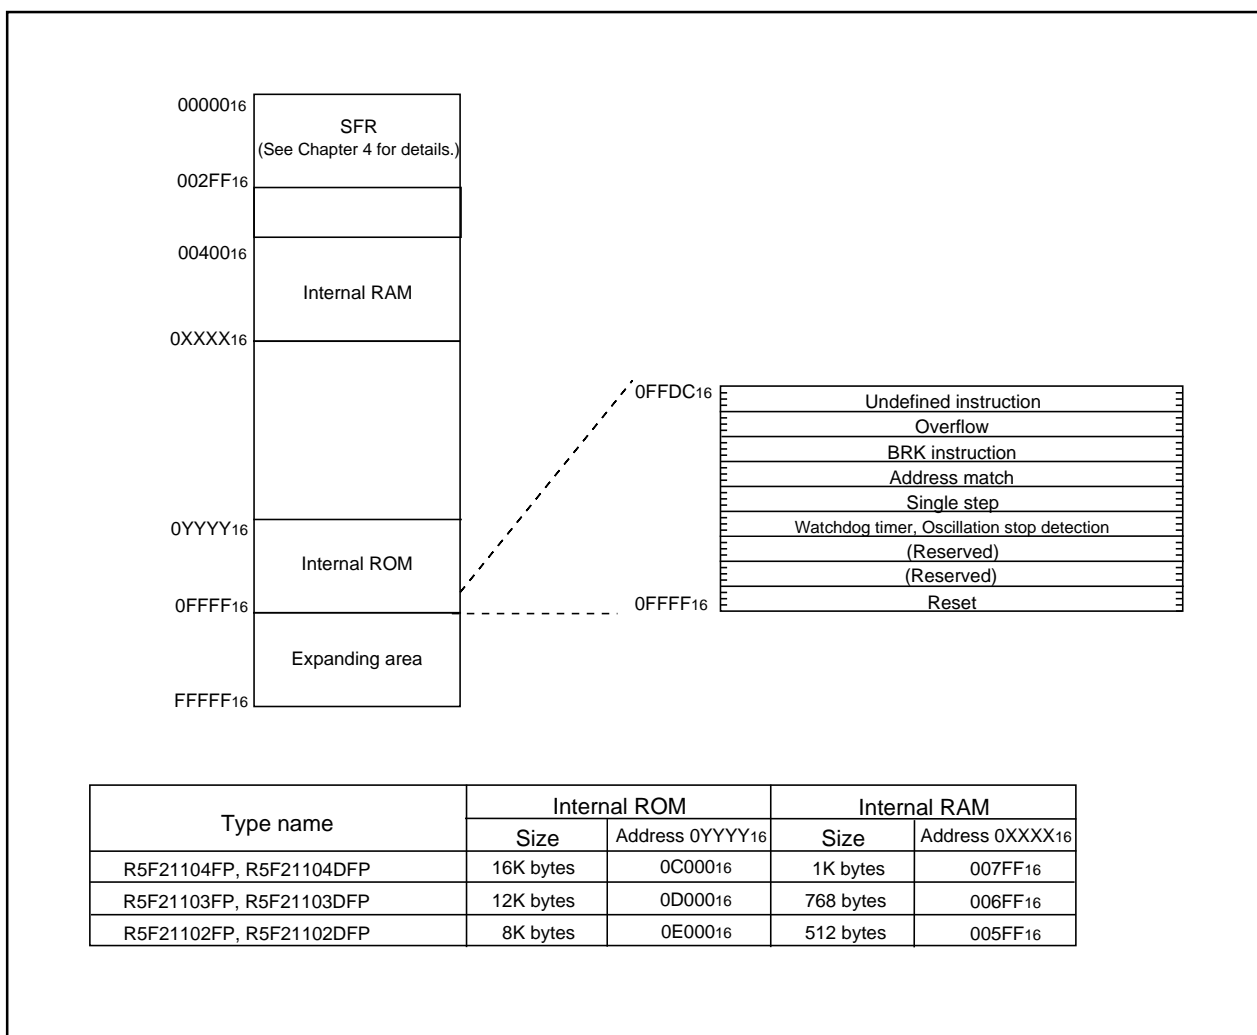 0000016
SFR
(See Chapter 4 for details.)
002FF16
0040016
Internal RAM
0XXXX16
0YYYY16
Internal ROM
0FFFF16
Expanding area
FFFFF16
0FFDC16
Undefined instruction
Overflow
BRK instruction
Address match
Single step
Watchdog timer, Oscillation stop detection
(Reserved)
(Reserved)
0FFFF16 Reset
Type name Internal ROM Internal RAM
Size Address 0YYYY16 Size Address 0XXXX16
R5F21104FP, R5F21104DFP 16K bytes 0C00016 1K bytes 007FF16
R5F21103FP, R5F21103DFP 12K bytes 0D00016 768 bytes 006FF16
R5F21102FP, R5F21102DFP 8K bytes 0E00016 512 bytes 005FF16